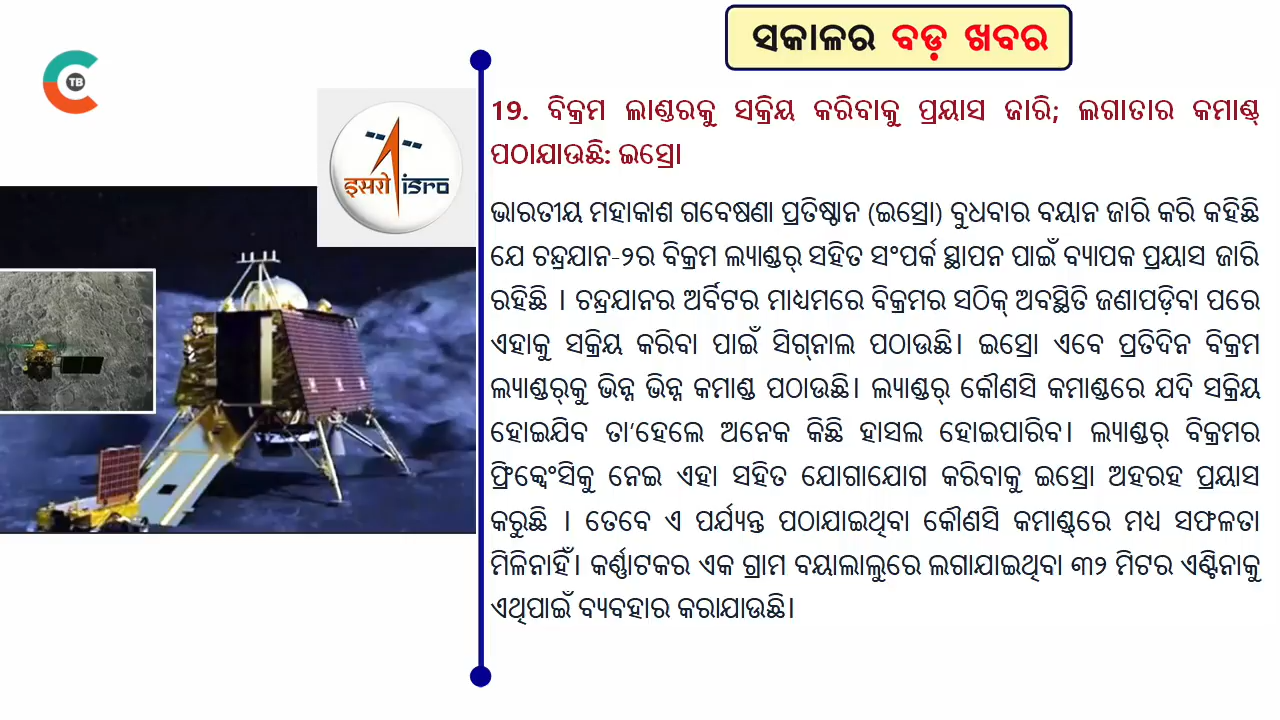 ସକାଳର ବଡ଼ ଖବର
TB
इसरो isro
19. ବିକ୍ରମ ଲାଣ୍ଡରକୁ ସକ୍ରିୟ କରିବାକୁ ପ୍ରୟାସ ଜାରି; ଲଗାତାର କମାଣ୍ଡ୍
ପଠାଯାଉଛି: ଇସ୍ରୋ
ଭାରତୀୟ ମହାକାଶ ଗବେଷଣା ପ୍ରତିଷ୍ଠାନ (ଇସ୍ରୋ) ବୁଧବାର ବୟାନ ଜାରି କରି କହିଛି
ଯେ ଚନ୍ଦ୍ରଯାନ-୨ର ବିକ୍ରମ ଲ୍ୟାଣ୍ଡର୍ ସହିତ ସଂପର୍କ ସ୍ଥାପନ ପାଇଁ ବ୍ୟାପକ ପ୍ରୟାସ ଜାରି
ରହିଛି । ଚନ୍ଦ୍ରଯାନର ଅର୍ବିଟର ମାଧ୍ୟମରେ ବିକ୍ରମର ସଠିକ୍ ଅବସ୍ଥିତି ଜଣାପଡ଼ିବା ପରେ
ଏହାକୁ ସକ୍ରିୟ କରିବା ପାଇଁ ସିଗ୍ନାଲ ପଠାଉଛି। ଇସ୍ରୋ ଏବେ ପ୍ରତିଦିନ ବିକ୍ରମ
ଲ୍ୟାଣ୍ଡର୍‌କୁ ଭିନ୍ନ ଭିନ୍ନ କମାଣ୍ଡ ପଠାଉଛି। ଲ୍ୟାଣ୍ଡର୍ କୌଣସି କମାଣ୍ଡରେ ଯଦି ସକ୍ରିୟ
ହୋଇଯିବ ତା’ହେଲେ ଅନେକ କିଛି ହାସଲ ହୋଇପାରିବ। ଲ୍ୟାଣ୍ଡର୍ ବିକ୍ରମର
ଫ୍ରିକ୍ୱେଂସିକୁ ନେଇ ଏହା ସହିତ ଯୋଗାଯୋଗ କରିବାକୁ ଇସ୍ରୋ ଅହରହ ପ୍ରୟାସ
କରୁଛି । ତେବେ ଏ ପର୍ଯ୍ୟନ୍ତ ପଠାଯାଇଥିବା କୌଣସି କମାଣ୍ଡ୍‌ରେ ମଧ୍ୟ ସଫଳତା
ମିଳିନାହିଁ। କର୍ଣ୍ଣାଟକର ଏକ ଗ୍ରାମ ବୟାଲାଲୁରେ ଲଗାଯାଇଥିବା ୩୨ ମିଟର ଏଣ୍ଟିନାକୁ
ଏଥିପାଇଁ ବ୍ୟବହାର କରାଯାଉଛି।